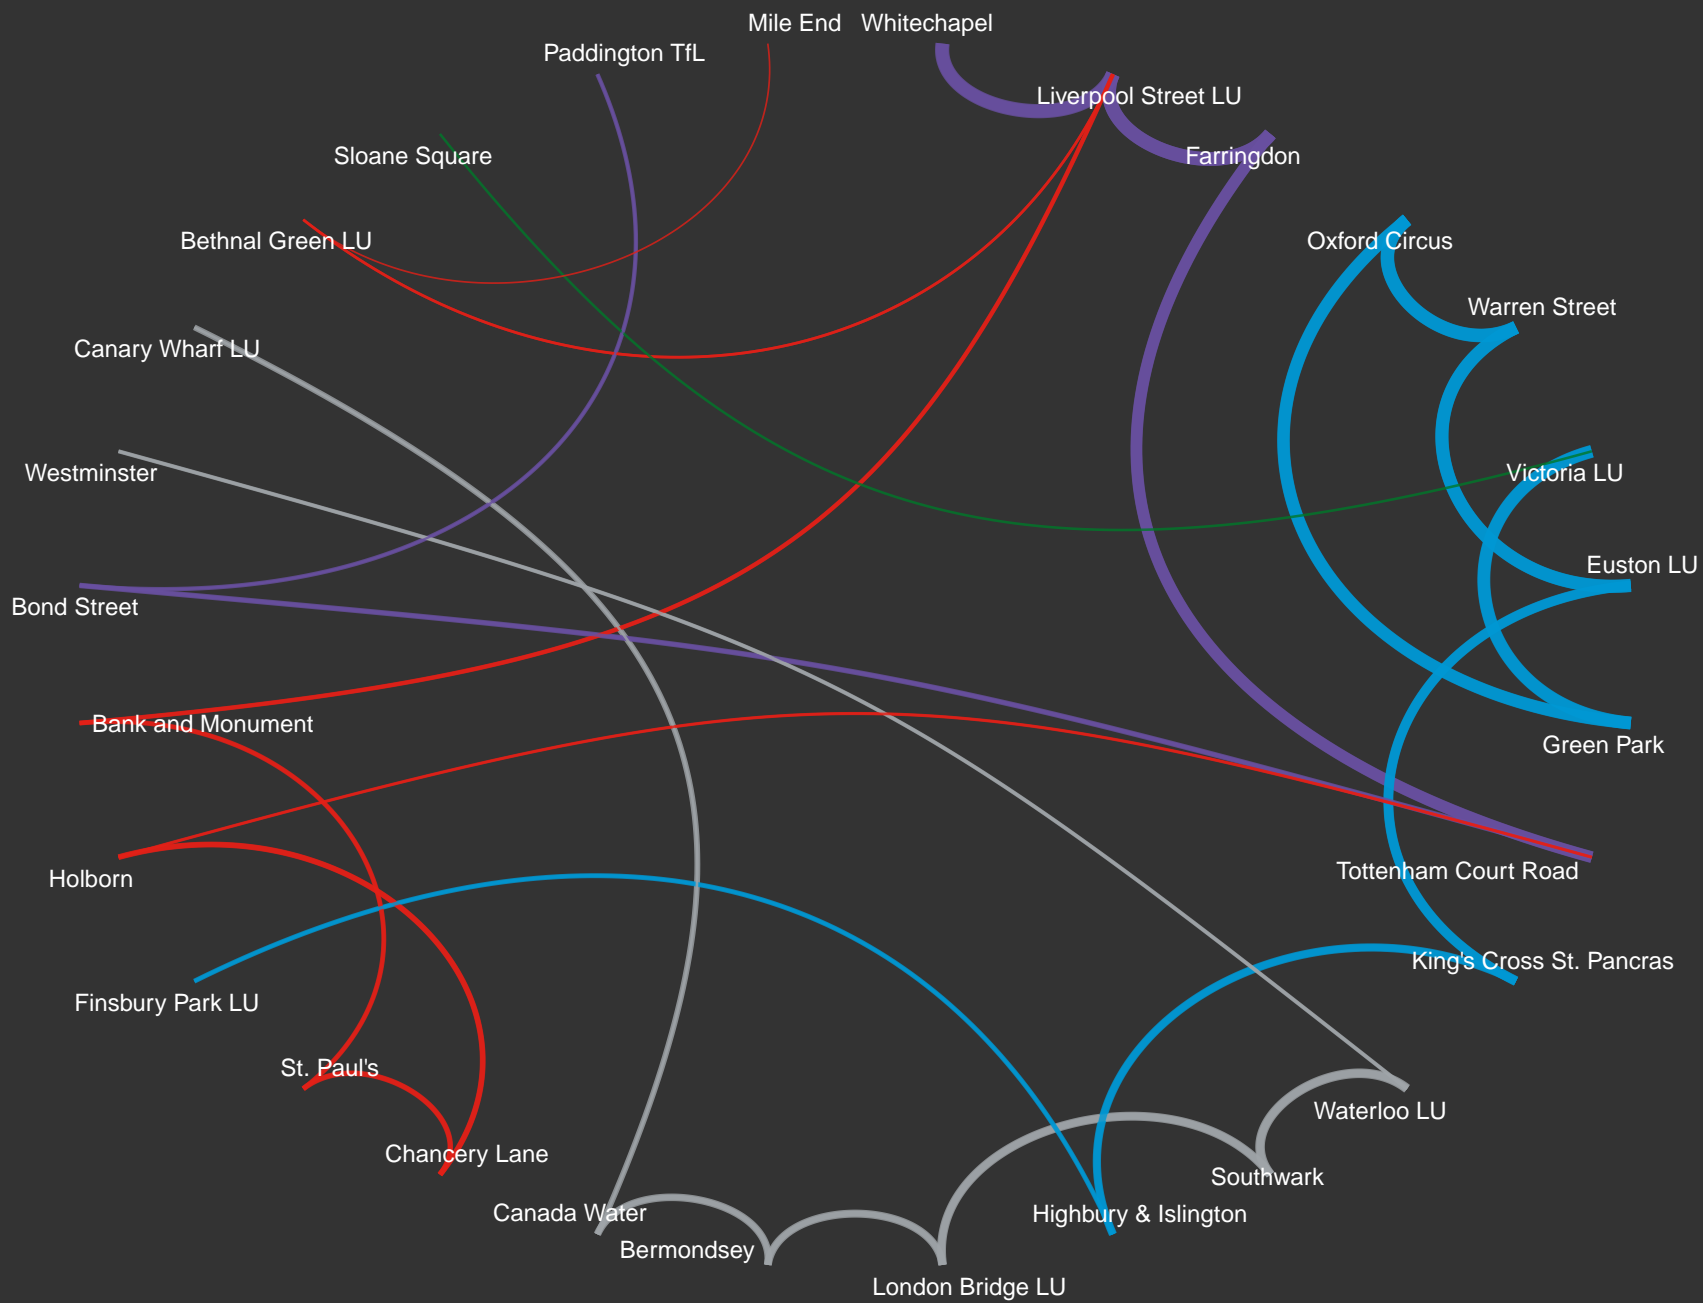 Mile End
Whitechapel
Paddington TfL
Liverpool Street LU
Sloane Square
Farringdon
Bethnal Green LU
Oxford Circus
Warren Street
Canary Wharf LU
Westminster
Victoria LU
Euston LU
Bond Street
Bank and Monument
Green Park
Holborn
Tottenham Court Road
King's Cross St. Pancras
Finsbury Park LU
St. Paul's
Waterloo LU
Chancery Lane
Southwark
Canada Water
Highbury & Islington
Bermondsey
London Bridge LU